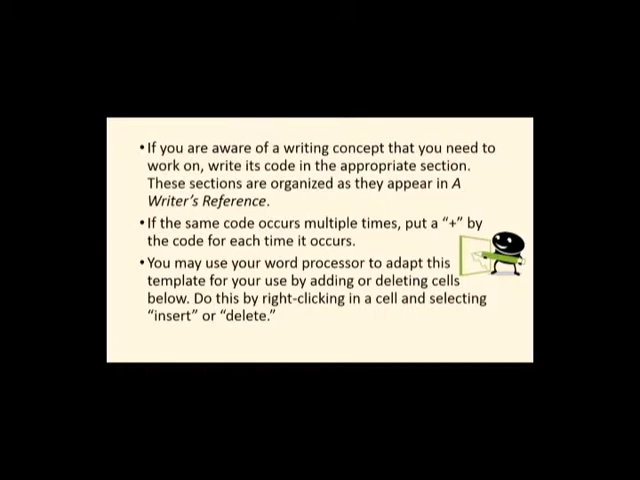 •If you are aware of a writing concept that you need to
work on, write its code in the appropriate section.
These sections are organized as they appear in A
Writer's Reference.
•If the same code occurs multiple times, put a "+" by
the code for each time it occurs.
•You may use your word processor to adapt this
template for your use by adding or deleting cells
below. Do this by right-clicking in a cell and selecting
"insert" or "delete."